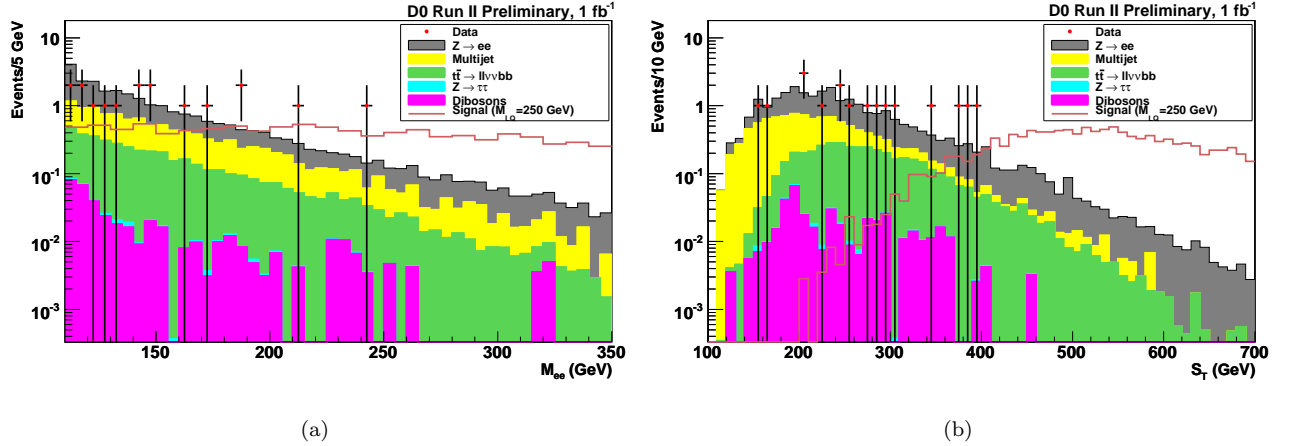 D0 Run II Preliminary, 1 fb⁻¹
Events/5 GeV
10
1
10⁻¹
10⁻²
10⁻³
Data
Z → ee
Multijet
tt̄ → llννbb
Z → ττ
Dibosons
Signal (M_LQ=250 GeV)
150 200 250 300 350
M_ee (GeV)
(a)
D0 Run II Preliminary, 1 fb⁻¹
Events/10 GeV
10
1
10⁻¹
10⁻²
10⁻³
Data
Z → ee
Multijet
tt̄ → llννbb
Z → ττ
Dibosons
Signal (M_LQ=250 GeV)
100 200 300 400 500 600 700
S_T (GeV)
(b)